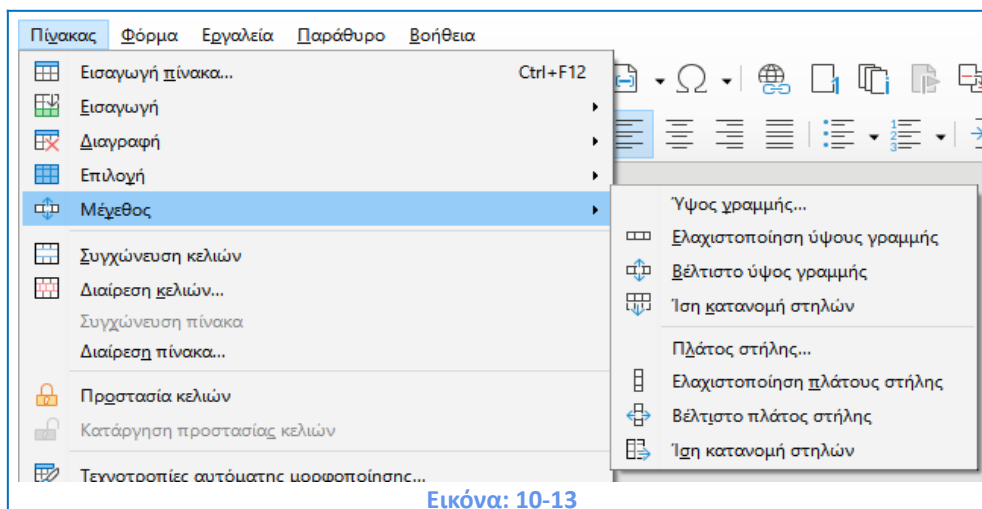 Πίνακας Φόρμα Εργαλεία Παράθυρο Βοήθεια
Εισαγωγή πίνακα... Ctrl+F12
Εισαγωγή
Διαγραφή
Επιλογή
Μέγεθος
Συγχώνευση κελιών
Διαίρεση κελιών...
Συγχώνευση πίνακα
Διαίρεση πίνακα...
Προστασία κελιών
Κατάργηση προστασίας κελιών
Τεχνοτροπίες αυτόματης μορφοποίησης...
Ύψος γραμμής...
Ελαχιστοποίηση ύψους γραμμής
Βέλτιστο ύψος γραμμής
Ίση κατανομή στηλών
Πλάτος στήλης...
Ελαχιστοποίηση πλάτους στήλης
Βέλτιστο πλάτος στήλης
Ίση κατανομή στηλών
Εικόνα: 10-13